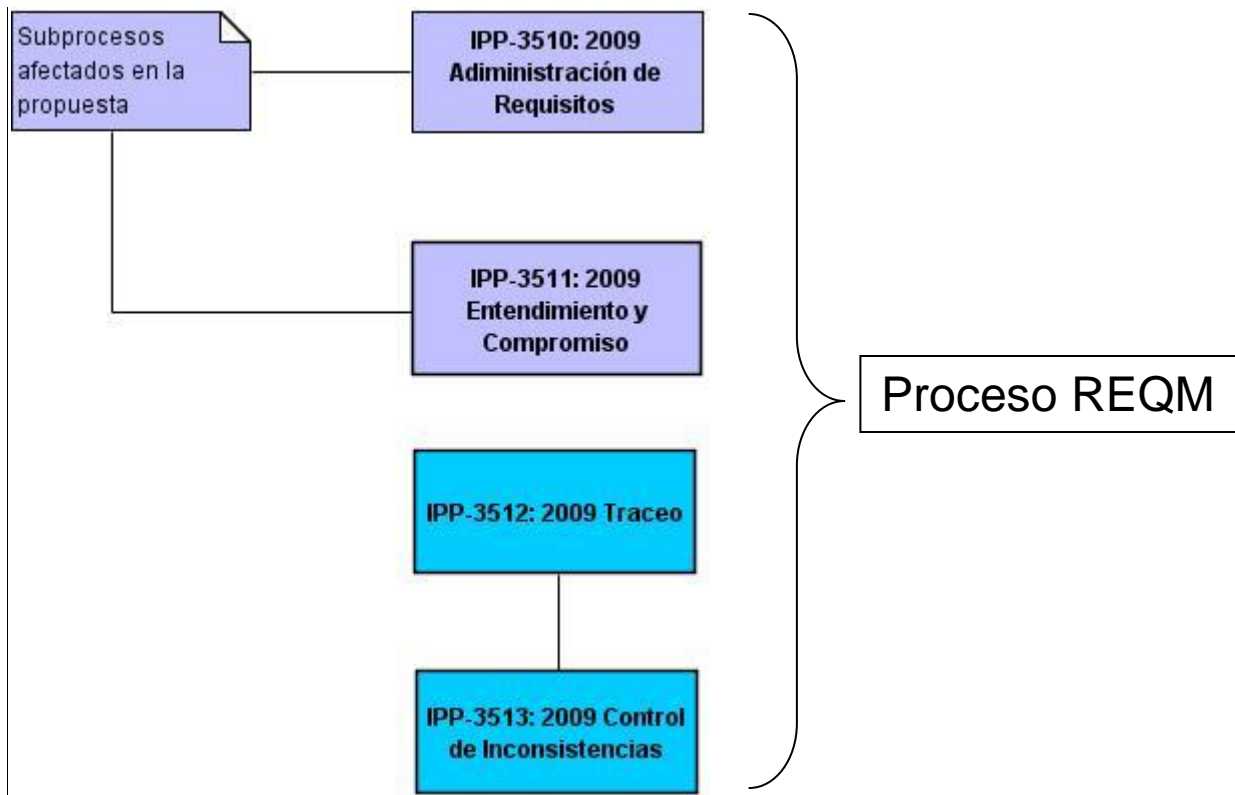 Subprocesos
afectados en la
propuesta
IPP-3510: 2009
Adiministración de
Requisitos
IPP-3511: 2009
Entendimiento y
Compromiso
IPP-3512: 2009 Traceo
IPP-3513: 2009 Control
de Inconsistencias
Proceso REQM